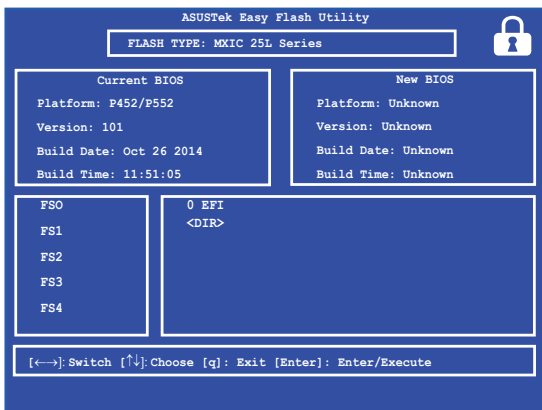 ASUSTek Easy Flash Utility
FLASH TYPE: MXIC 25L Series
Current BIOS
Platform: P452/P552
Version: 101
Build Date: Oct 26 2014
Build Time: 11:51:05
New BIOS
Platform: Unknown
Version: Unknown
Build Date: Unknown
Build Time: Unknown
FSO
FS1
FS2
FS3
FS4
0 EFI
<DIR>
[←→]: Switch [↑↓]: Choose [q]: Exit [Enter]: Enter/Execute